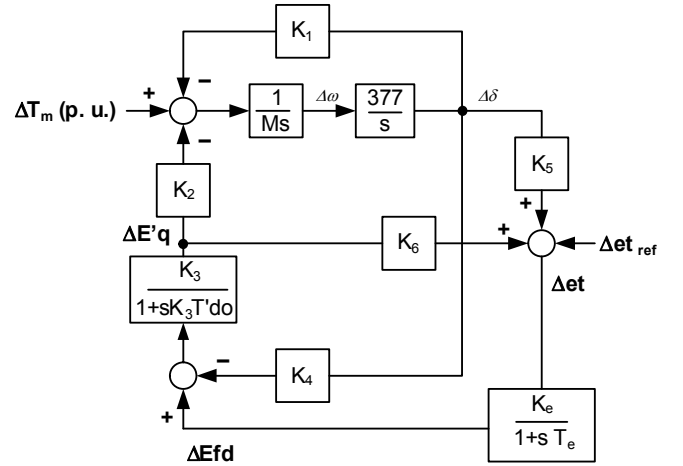 K₁
ΔTₘ (p. u.)
+
−
−
1
Ms
Δω
377
s
Δδ
K₂
K₅
+
ΔE'q
K₆
+
Δet ref
Δet
K₃
1+sK₃T'do
K₄
−
+
ΔEfd
Kₑ
1+s Tₑ